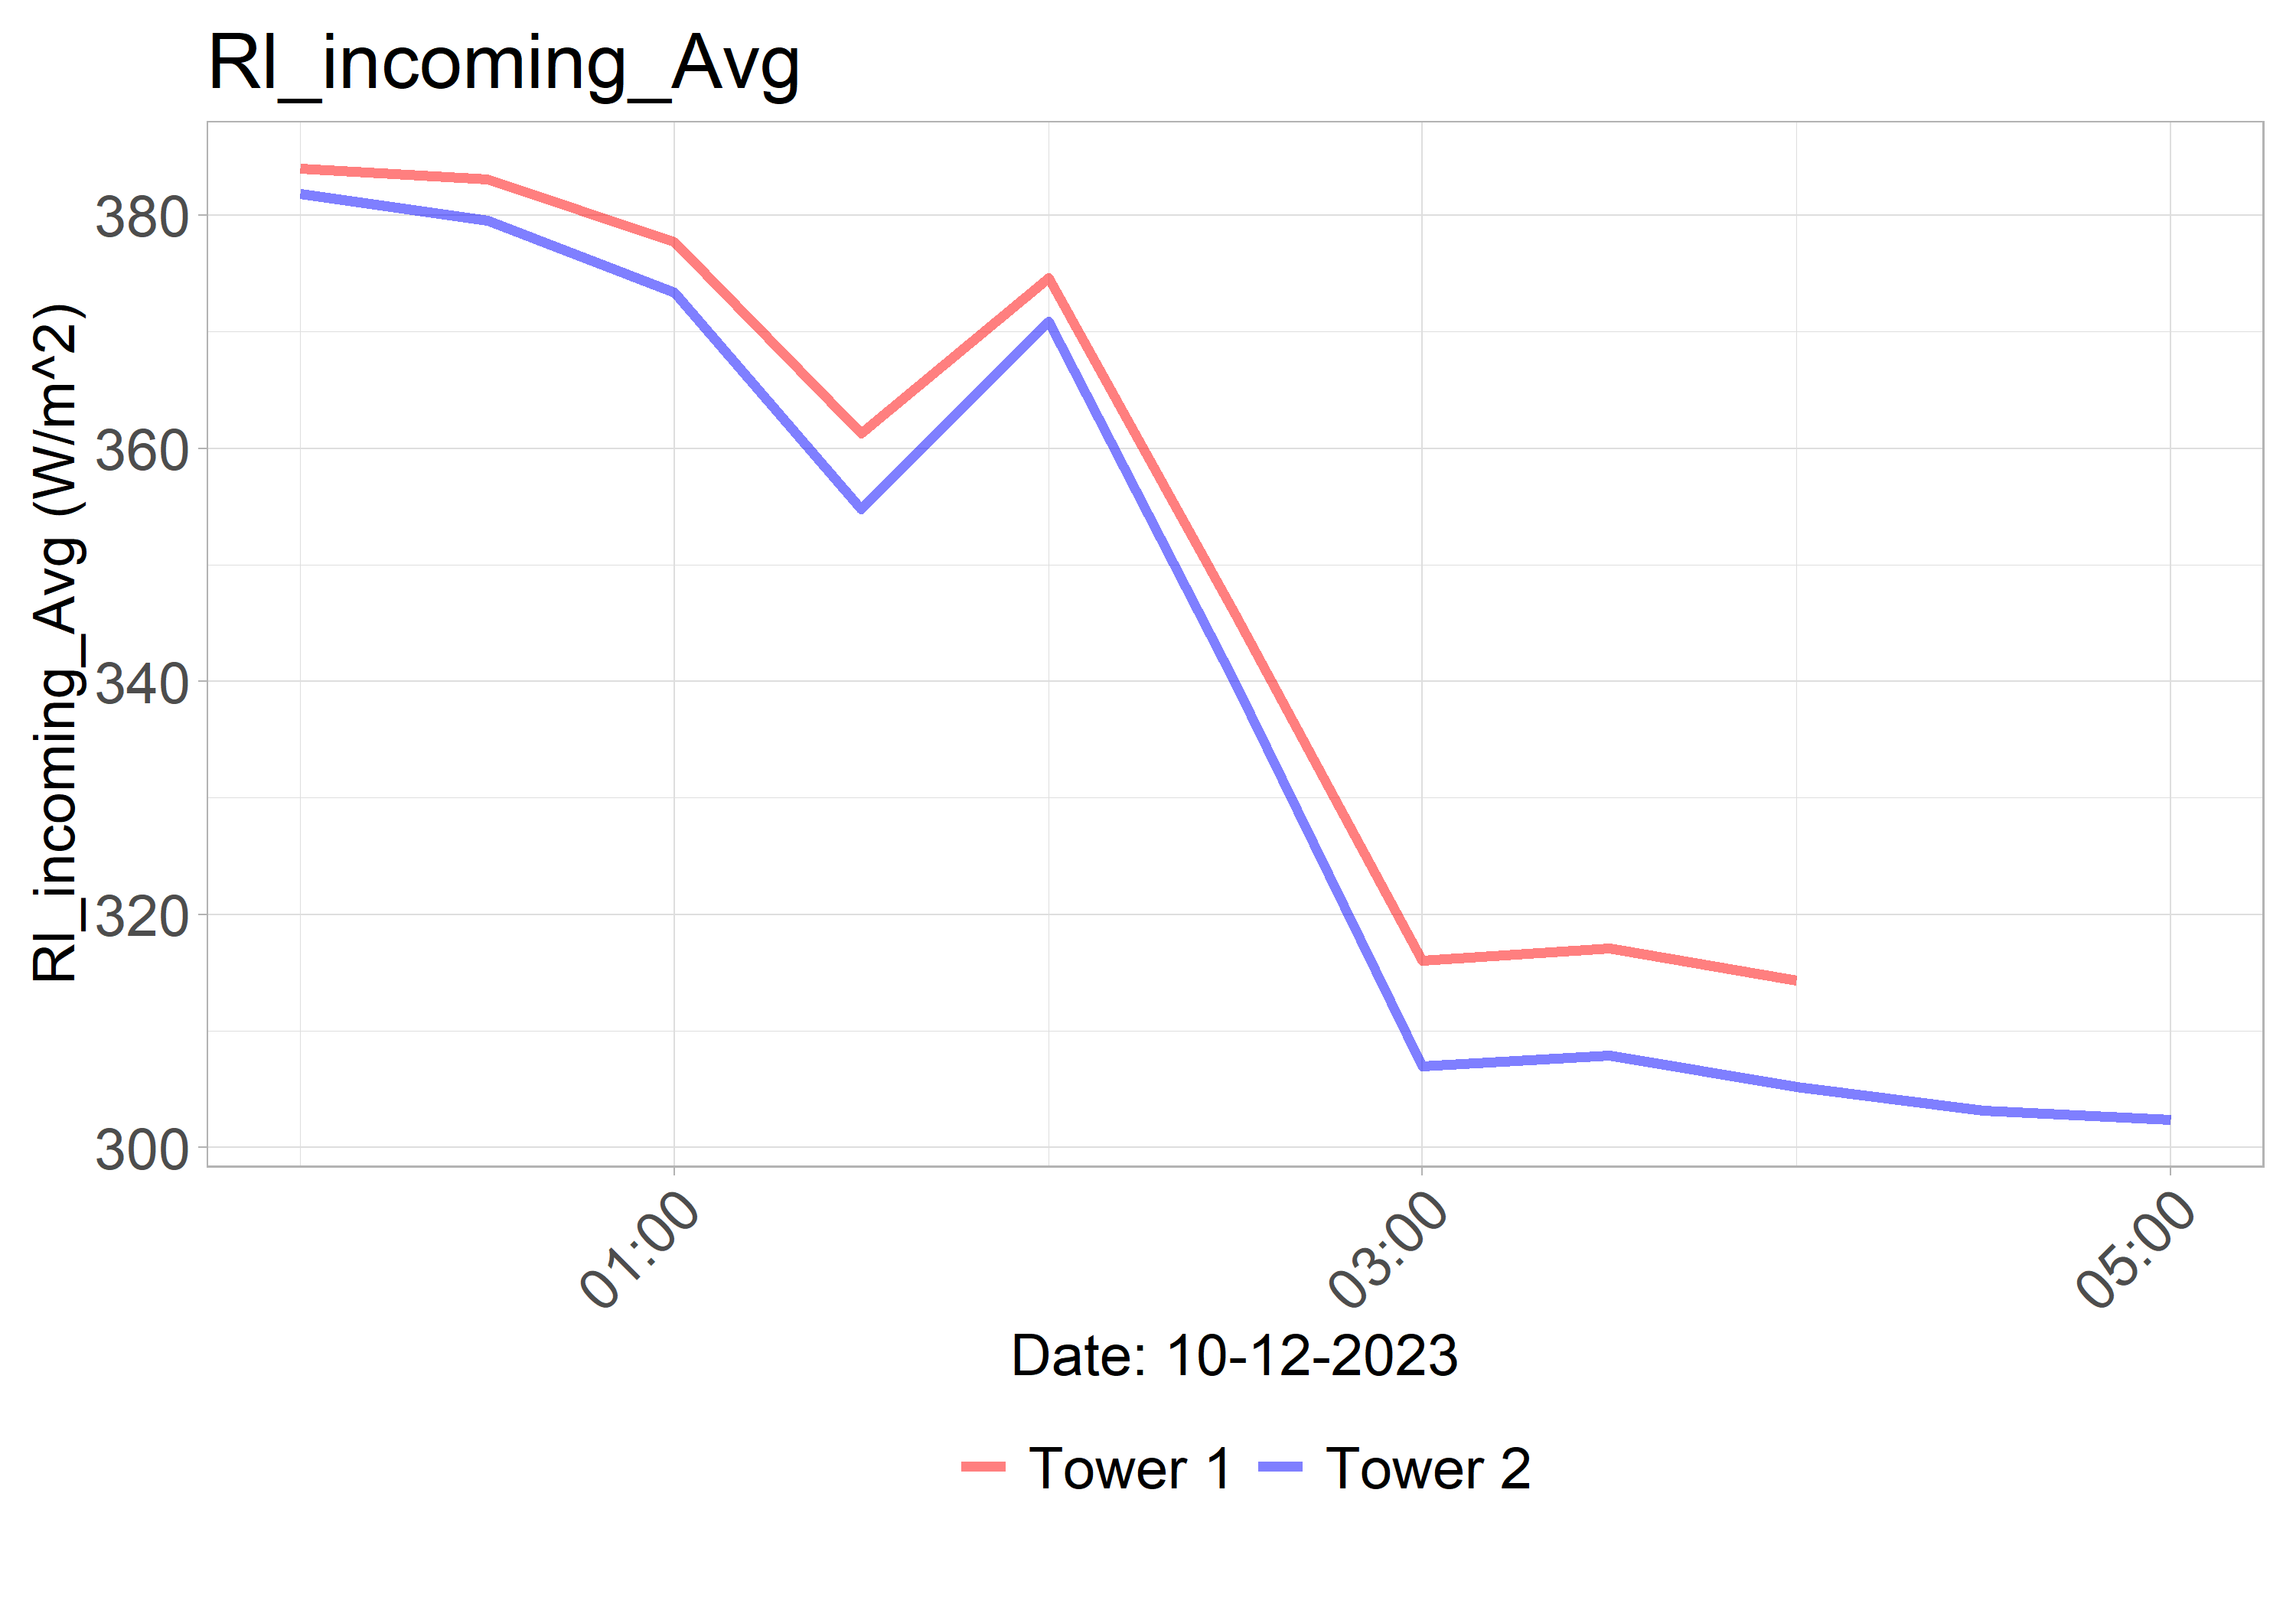 Rl_incoming_Avg
Rl_incoming_Avg (W/m^2)
380
360
340
320
300
01:00
03:00
05:00
Date: 10-12-2023
Tower 1
Tower 2